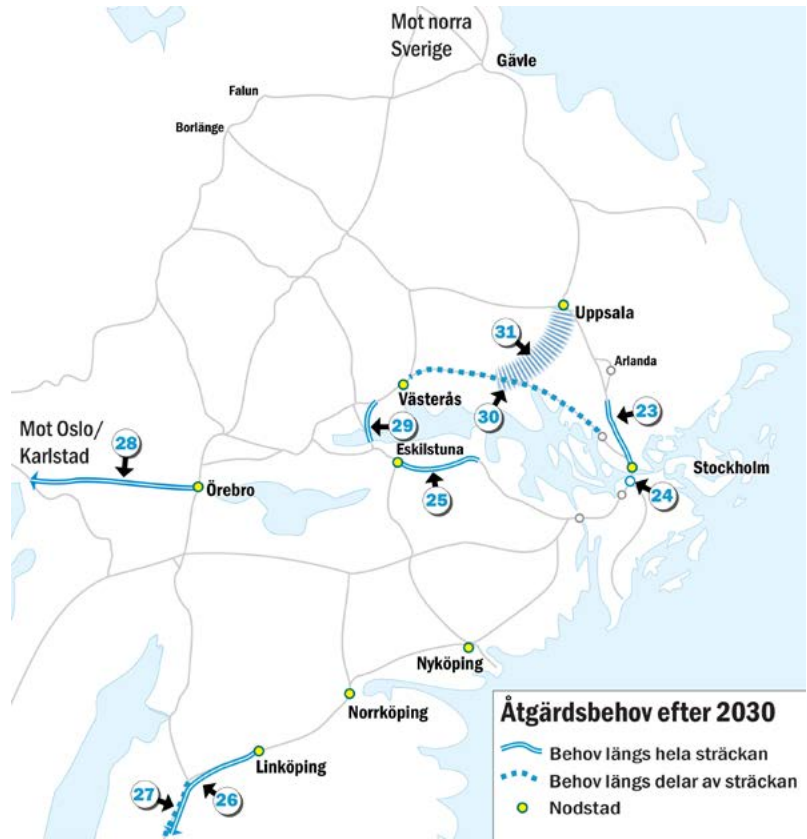 Mot norra
Sverige
Gävle
Falun
Borlänge
Uppsala
31
Arlanda
Västerås
30
23
29
Mot Oslo/
Karlstad
28
Eskilstuna
Stockholm
Örebro
25
24
Nyköping
Norrköping
Linköping
27
26
Åtgärdsbehov efter 2030
Behov längs hela sträckan
Behov längs delar av sträckan
Nodstad